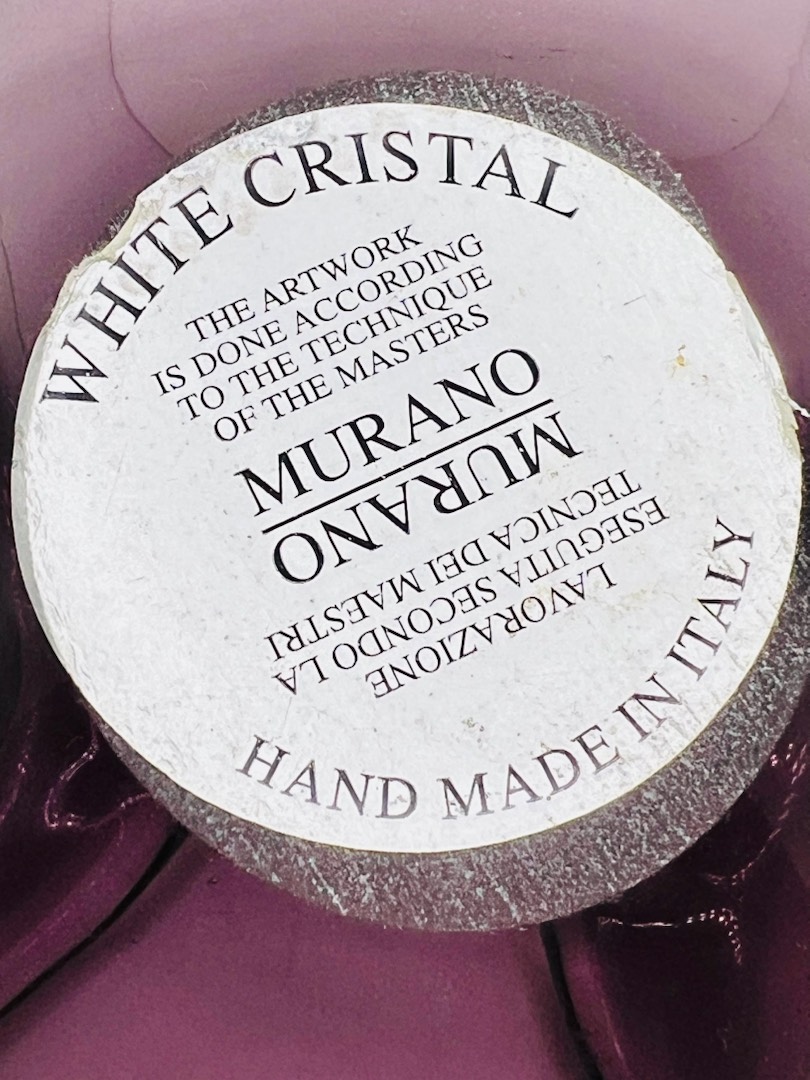 WHITE CRISTAL
THE ARTWORK
IS DONE ACCORDING
TO THE TECHNIQUE
OF THE MASTERS
MURANO
LAVORAZIONE
ESEGUITA SECONDO LA
TECNICA DEI MAESTRI
MURANO
HAND MADE IN ITALY